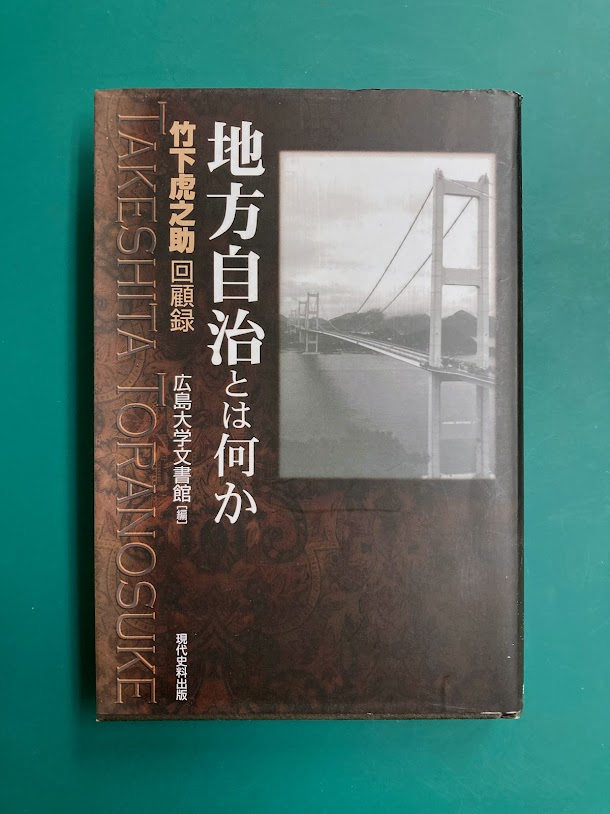 地方自治とは何か
竹下虎之助 回顧録
広島大学文書館[編]
現代史料出版
TAKESHITA TORANOSUKE